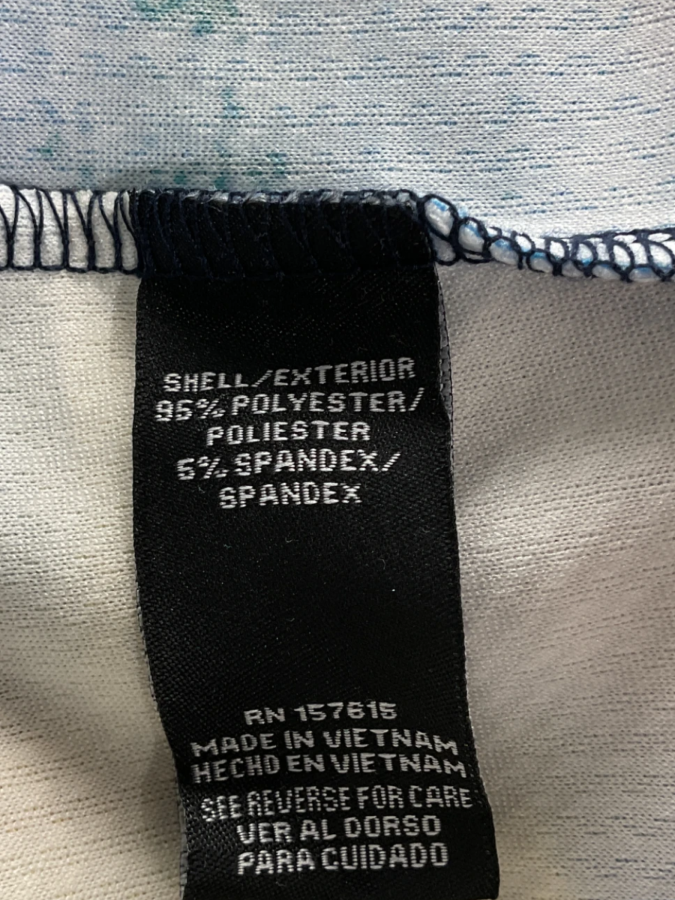 SHELL/EXTERIOR
95% POLYESTER/
POLIESTER
5% SPANDEX/
SPANDEX
RN 157615
MADE IN VIETNAM
HECHO EN VIETNAM
SEE REVERSE FOR CARE
VER AL DORSO
PARA CUIDADO